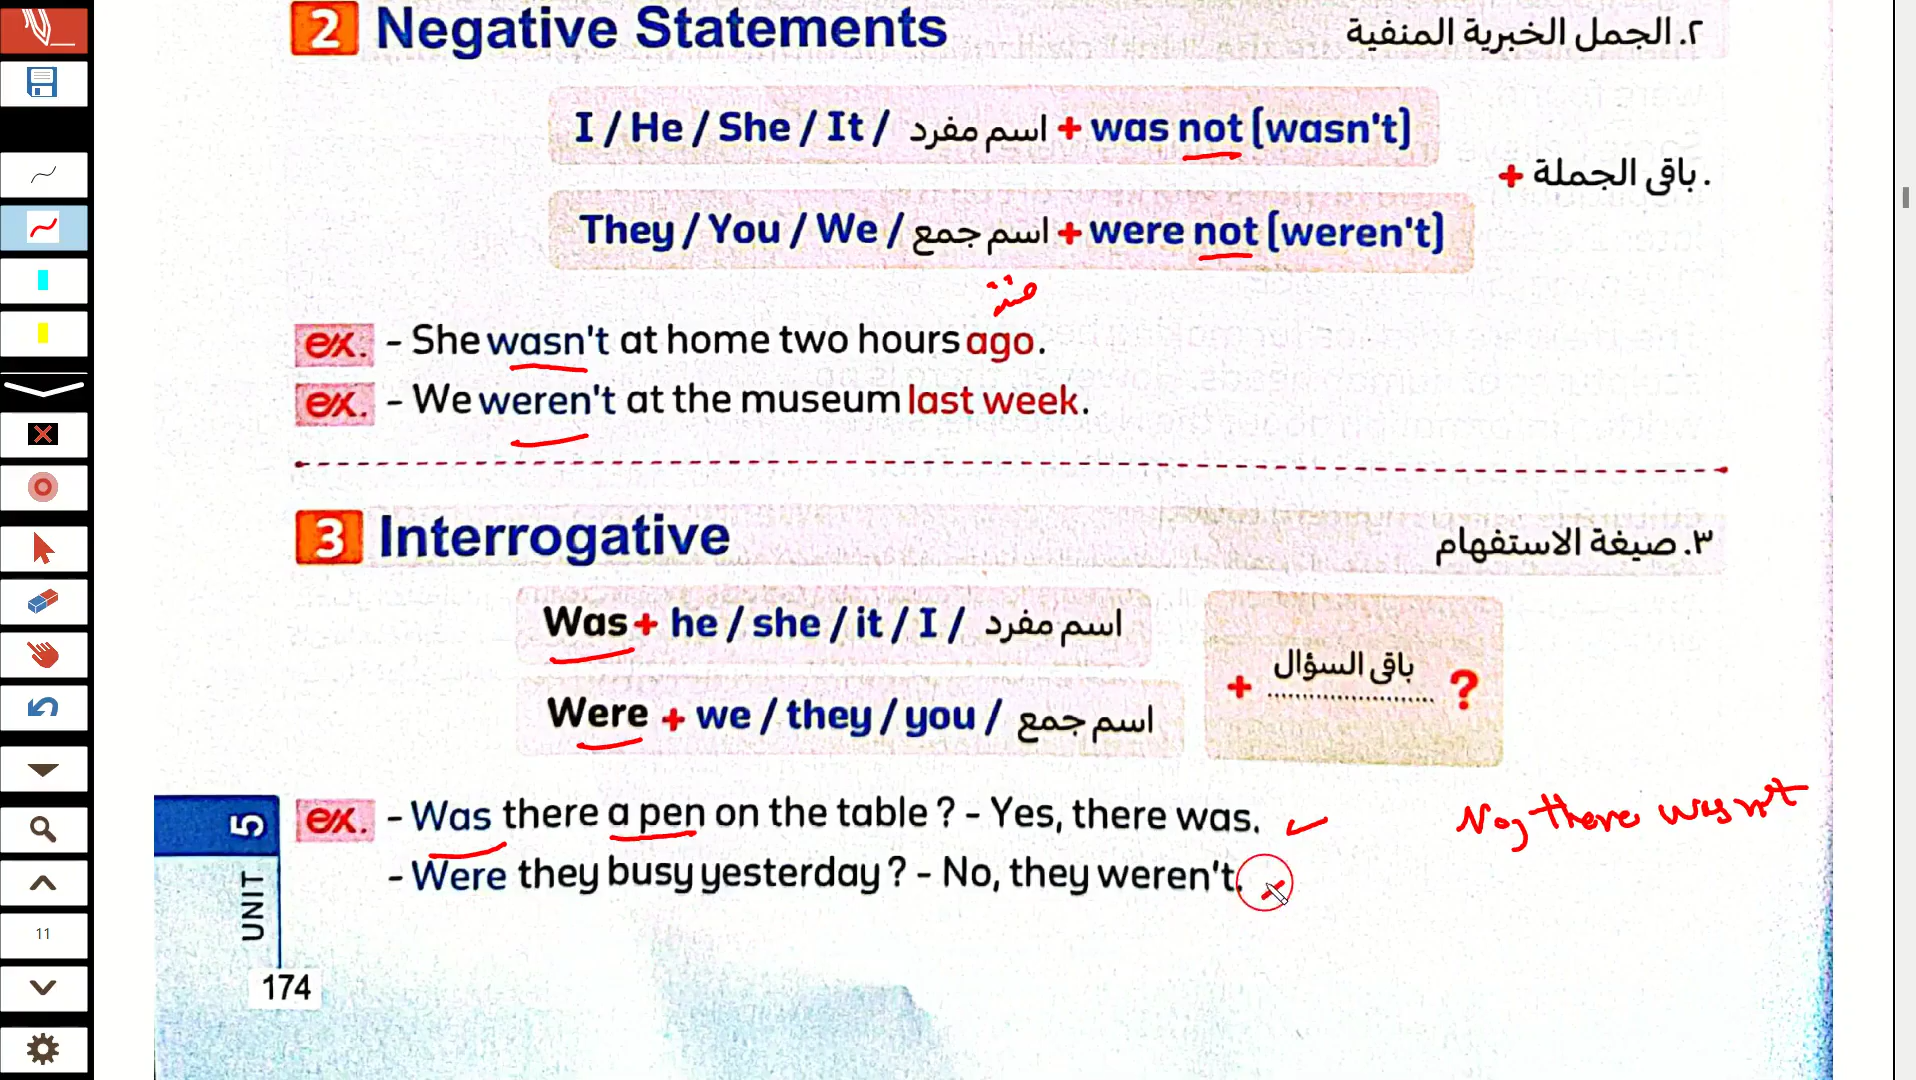 2 Negative Statements ٢. الجمل الخبرية المنفية
I / He / She / It / اسم مفرد + was not (wasn't)
+ باقى الجملة .
They / You / We / اسم جمع + were not (weren't)
ex. - She wasn't at home two hours ago.
ex. - We weren't at the museum last week.
3 Interrogative ٣. صيغة الاستفهام
Was + he / she / it / I / اسم مفرد
+ باقى السؤال ?
Were + we / they / you / اسم جمع
ex. - Was there a pen on the table ? - Yes, there was. No, there wasn't
- Were they busy yesterday ? - No, they weren't.
UNIT 5
174
11